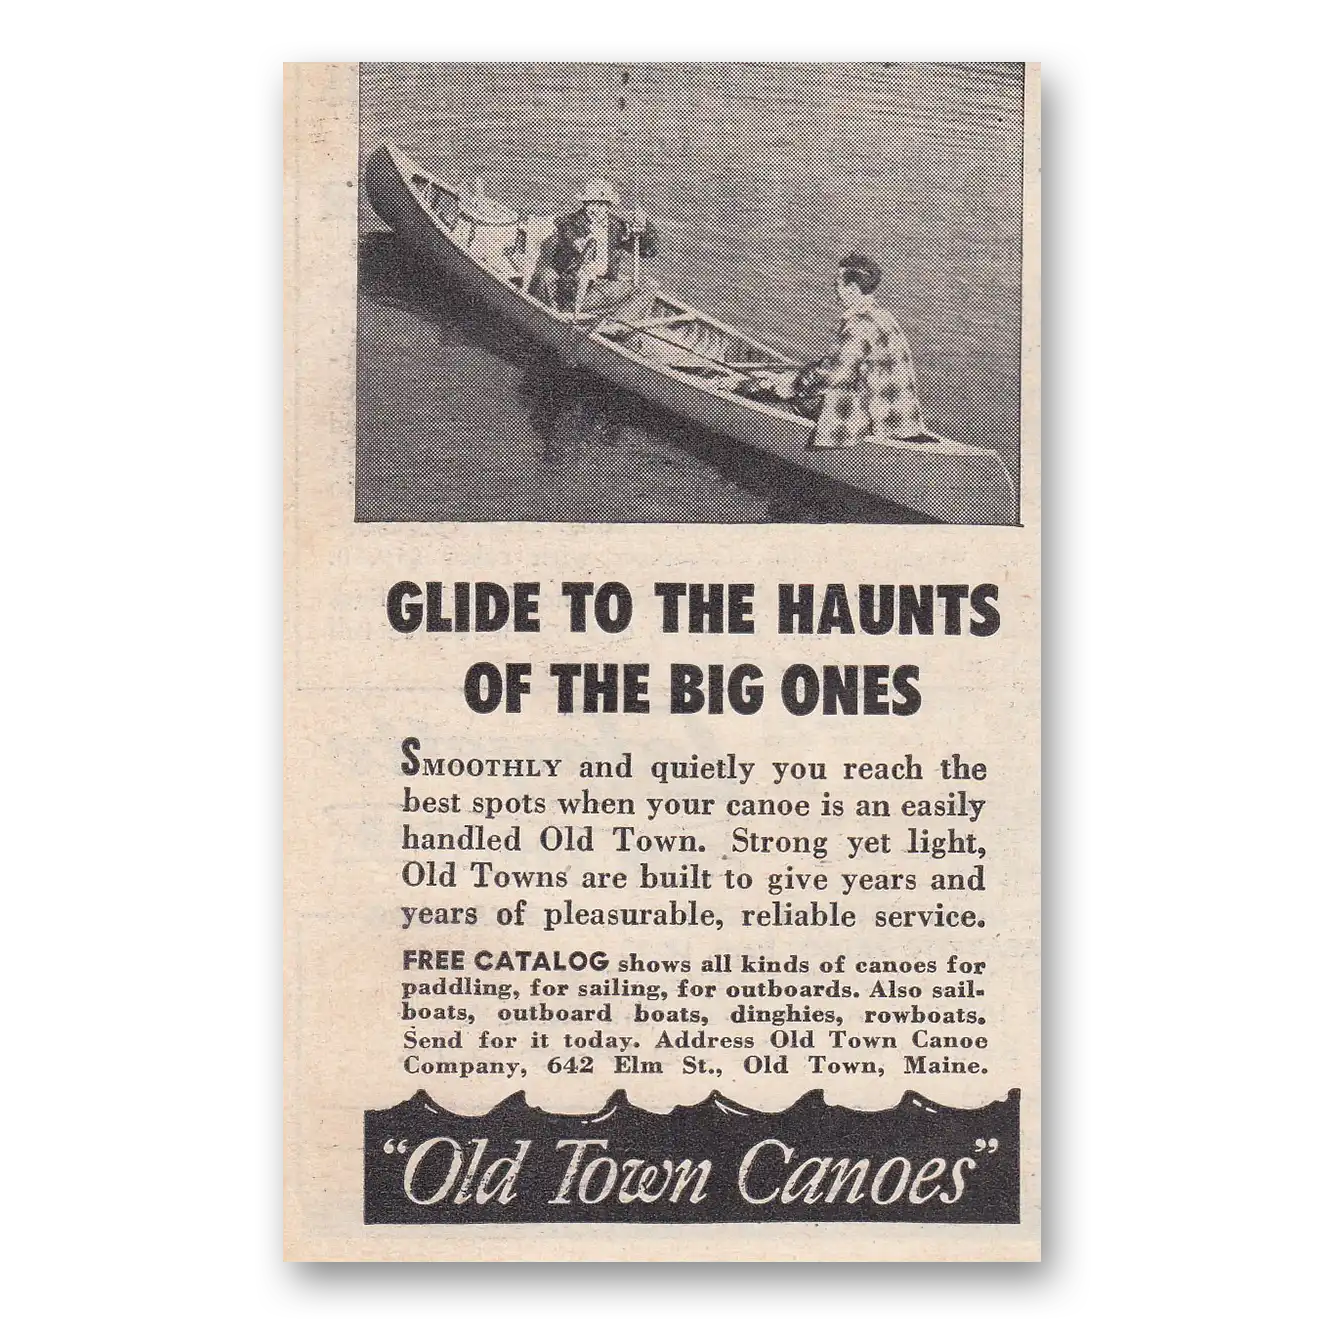 GLIDE TO THE HAUNTS
OF THE BIG ONES
SMOOTHLY and quietly you reach the
best spots when your canoe is an easily
handled Old Town. Strong yet light,
Old Towns are built to give years and
years of pleasurable, reliable service.
FREE CATALOG shows all kinds of canoes for
paddling, for sailing, for outboards. Also sail-
boats, outboard boats, dinghies, rowboats.
Send for it today. Address Old Town Canoe
Company, 642 Elm St., Old Town, Maine.
"Old Town Canoes"